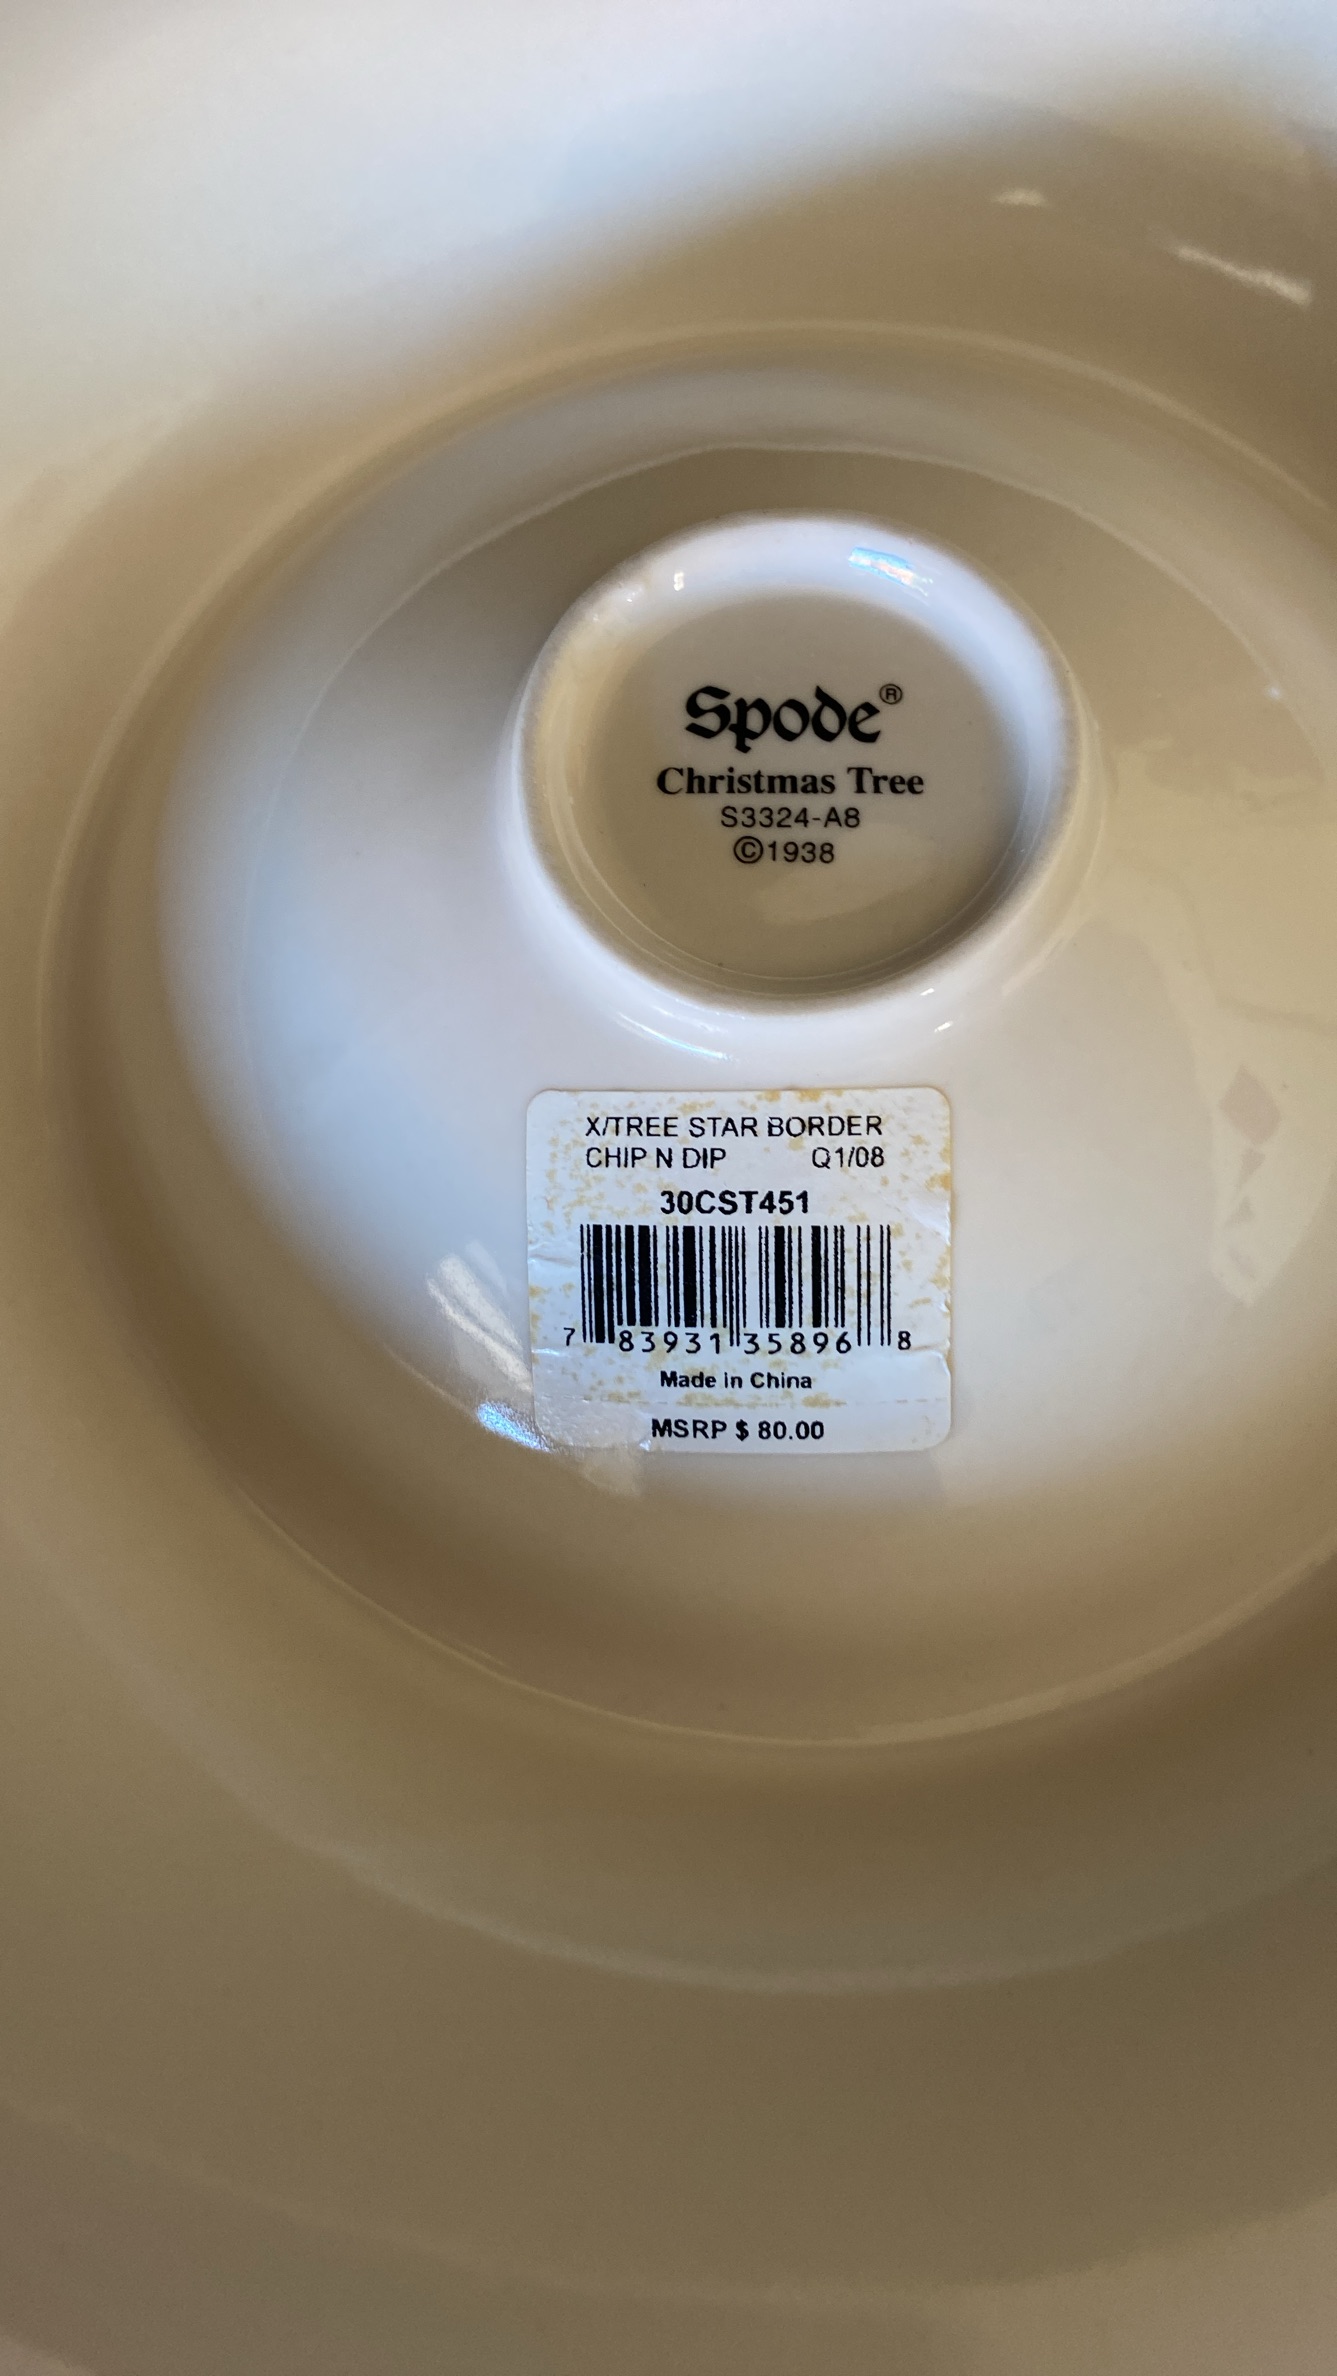 Spode®
Christmas Tree
S3324-A8
©1938
X/TREE STAR BORDER
CHIP N DIP Q1/08
30CST451
7 83931 35896 8
Made in China
MSRP $ 80.00